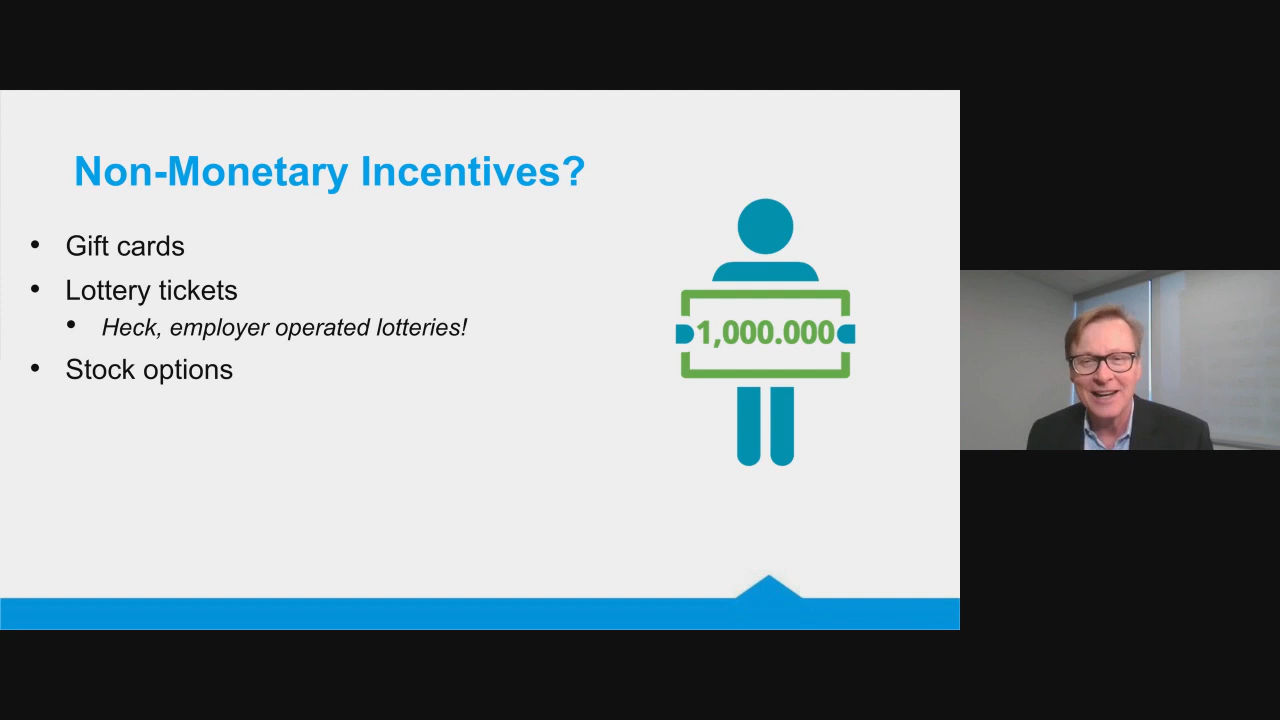 Non-Monetary Incentives?
• Gift cards
• Lottery tickets
• Heck, employer operated lotteries!
• Stock options
1,000.000